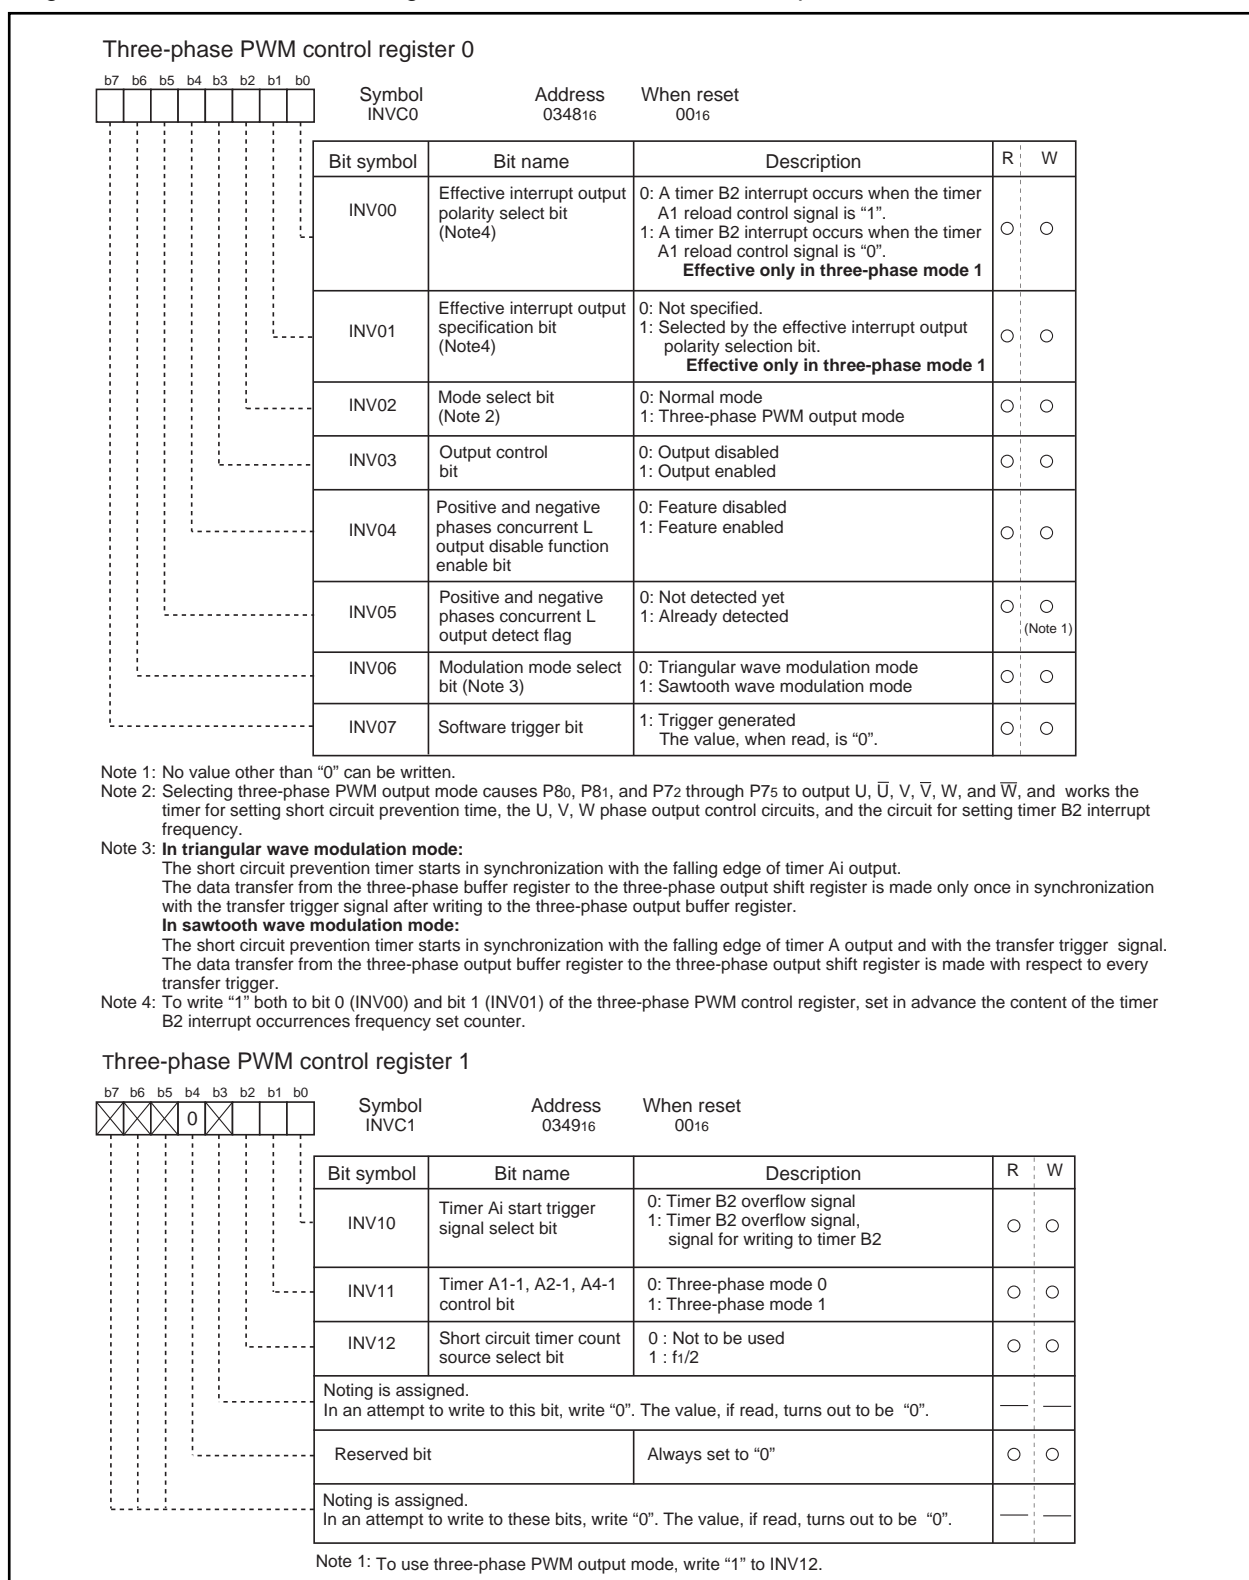 Three-phase PWM control register 0
b7 b6 b5 b4 b3 b2 b1 b0
Symbol Address When reset
INVC0 034816 0016
Bit symbol Bit name Description R W
INV00 Effective interrupt output polarity select bit (Note4) 0: A timer B2 interrupt occurs when the timer
A1 reload control signal is “1”.
1: A timer B2 interrupt occurs when the timer
A1 reload control signal is “0”.
Effective only in three-phase mode 1
INV01 Effective interrupt output specification bit (Note4) 0: Not specified.
1: Selected by the effective interrupt output
polarity selection bit.
Effective only in three-phase mode 1
INV02 Mode select bit (Note 2) 0: Normal mode
1: Three-phase PWM output mode
INV03 Output control bit 0: Output disabled
1: Output enabled
INV04 Positive and negative phases concurrent L output disable function enable bit 0: Feature disabled
1: Feature enabled
INV05 Positive and negative phases concurrent L output detect flag 0: Not detected yet
1: Already detected
(Note 1)
INV06 Modulation mode select bit (Note 3) 0: Triangular wave modulation mode
1: Sawtooth wave modulation mode
INV07 Software trigger bit 1: Trigger generated
The value, when read, is “0”.
Note 1: No value other than “0” can be written.
Note 2: Selecting three-phase PWM output mode causes P80, P81, and P72 through P75 to output U, U̅, V, V̅, W, and W̅, and works the
timer for setting short circuit prevention time, the U, V, W phase output control circuits, and the circuit for setting timer B2 interrupt
frequency.
Note 3: In triangular wave modulation mode:
The short circuit prevention timer starts in synchronization with the falling edge of timer Ai output.
The data transfer from the three-phase buffer register to the three-phase output shift register is made only once in synchronization
with the transfer trigger signal after writing to the three-phase output buffer register.
In sawtooth wave modulation mode:
The short circuit prevention timer starts in synchronization with the falling edge of timer A output and with the transfer trigger signal.
The data transfer from the three-phase output buffer register to the three-phase output shift register is made with respect to every
transfer trigger.
Note 4: To write “1” both to bit 0 (INV00) and bit 1 (INV01) of the three-phase PWM control register, set in advance the content of the timer
B2 interrupt occurrences frequency set counter.
Three-phase PWM control register 1
b7 b6 b5 b4 b3 b2 b1 b0
0
Symbol Address When reset
INVC1 034916 0016
Bit symbol Bit name Description R W
INV10 Timer Ai start trigger signal select bit 0: Timer B2 overflow signal
1: Timer B2 overflow signal,
signal for writing to timer B2
INV11 Timer A1-1, A2-1, A4-1 control bit 0: Three-phase mode 0
1: Three-phase mode 1
INV12 Short circuit timer count source select bit 0 : Not to be used
1 : f1/2
Noting is assigned.
In an attempt to write to this bit, write “0”. The value, if read, turns out to be “0”.
Reserved bit Always set to “0”
Noting is assigned.
In an attempt to write to these bits, write “0”. The value, if read, turns out to be “0”.
Note 1: To use three-phase PWM output mode, write “1” to INV12.